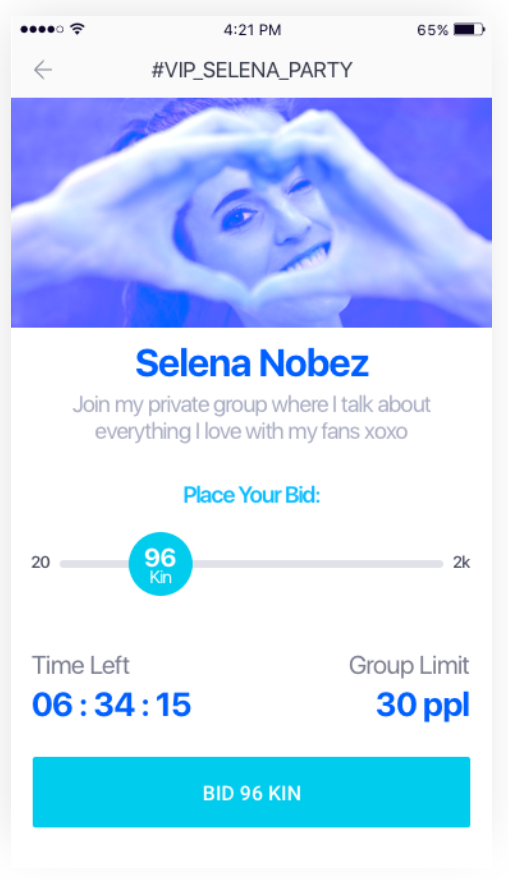 4:21 PM
65%
#VIP_SELENA_PARTY
Selena Nobez
Join my private group where I talk about
everything I love with my fans xoxo
Place Your Bid:
20
96
Kin
2k
Time Left
Group Limit
06 : 34 : 15
30 ppl
BID 96 KIN